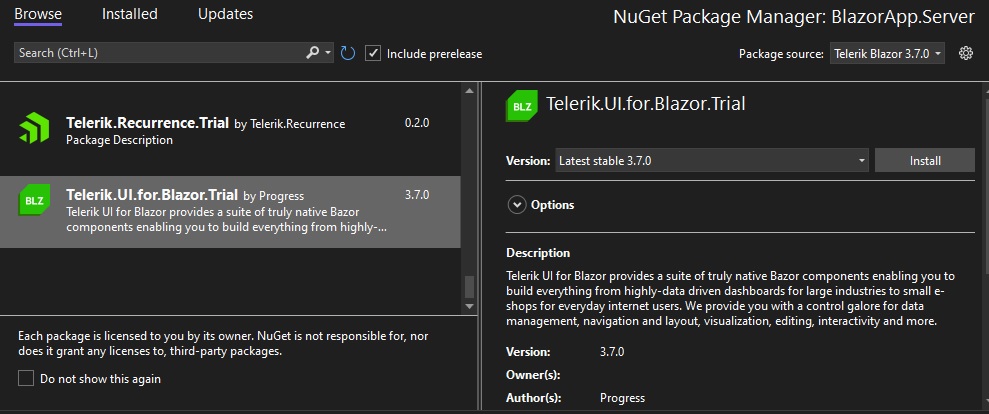 Browse Installed Updates
NuGet Package Manager: BlazorApp.Server
Search (Ctrl+L)
Include prerelease
Package source: Telerik Blazor 3.7.0
Telerik.Recurrence.Trial by Telerik.Recurrence 0.2.0
Package Description
BLZ
Telerik.UI.for.Blazor.Trial by Progress 3.7.0
Telerik UI for Blazor provides a suite of truly native Bazor
components enabling you to build everything from highly-...
Each package is licensed to you by its owner. NuGet is not responsible for, nor
does it grant any licenses to, third-party packages.
Do not show this again
BLZ
Telerik.UI.for.Blazor.Trial
Version: Latest stable 3.7.0 Install
Options
Description
Telerik UI for Blazor provides a suite of truly native Bazor components enabling you to
build everything from highly-data driven dashboards for large industries to small e-
shops for everyday internet users. We provide you with a control galore for data
management, navigation and layout, visualization, editing, interactivity and more.
Version: 3.7.0
Owner(s):
Author(s): Progress